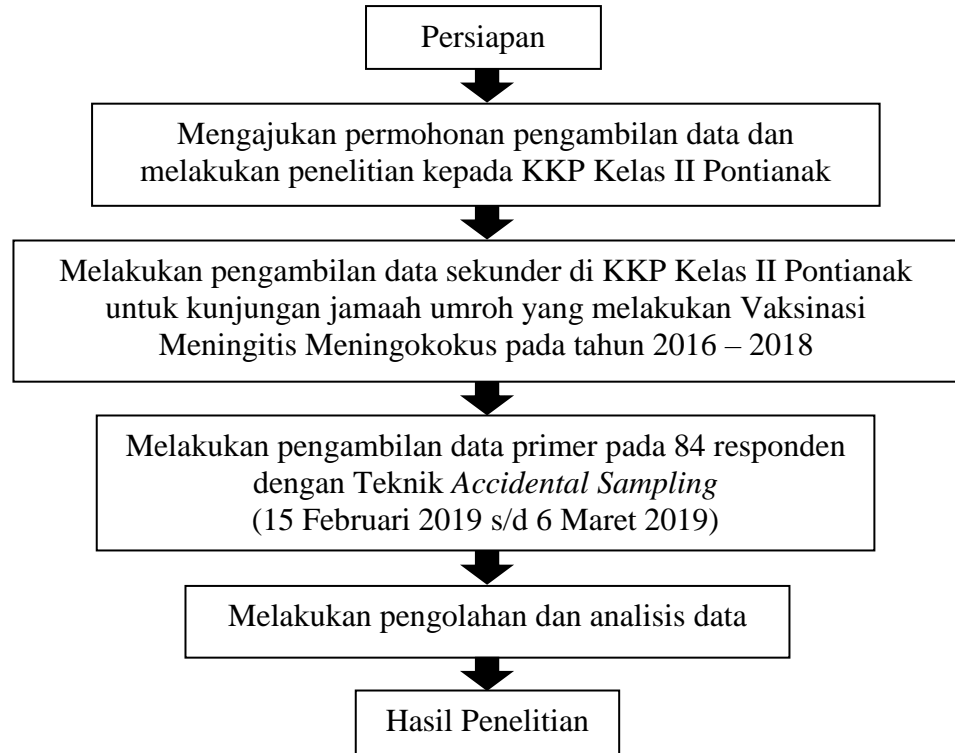 Persiapan
Mengajukan permohonan pengambilan data dan
melakukan penelitian kepada KKP Kelas II Pontianak
Melakukan pengambilan data sekunder di KKP Kelas II Pontianak
untuk kunjungan jamaah umroh yang melakukan Vaksinasi
Meningitis Meningokokus pada tahun 2016 – 2018
Melakukan pengambilan data primer pada 84 responden
dengan Teknik Accidental Sampling
(15 Februari 2019 s/d 6 Maret 2019)
Melakukan pengolahan dan analisis data
Hasil Penelitian